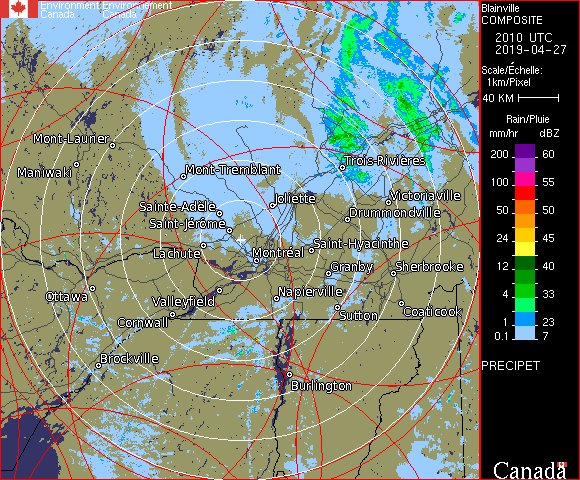 Environment Environnement
Canada Canada
Mont-Laurier
Maniwaki
Mont-Tremblant
Trois-Rivières
Sainte-Adèle
Joliette
Victoriaville
Saint-Jérôme
Drummondville
Lachute
Montréal
Saint-Hyacinthe
Granby
Sherbrooke
Ottawa
Valleyfield
Napierville
Cornwall
Sutton
Coaticook
Brockville
Burlington
Blainville
COMPOSITE
2010 UTC
2019-04-27
Scale/Échelle:
1km/Pixel
40 KM
Rain/Pluie
mm/hr dBZ
200 60
100 55
50 50
24 45
12 40
4 33
1 23
0.1 7
PRECIPET
Canada